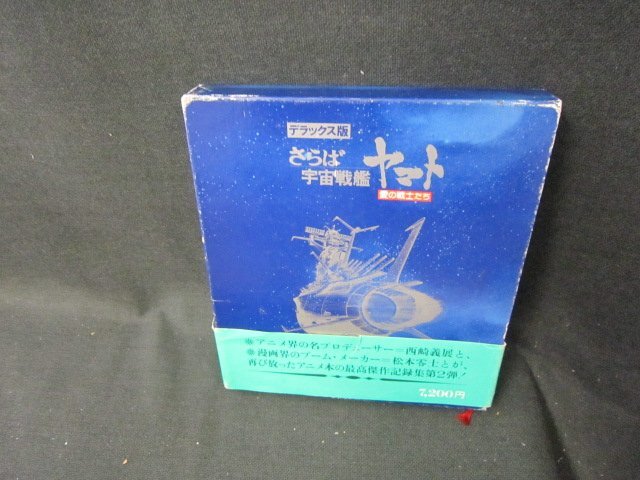 デラックス版
さらば
宇宙戦艦
ヤマト
愛の戦士たち
※アニメ界の名プロデューサー=西崎義展と、
※漫画界のブーム・メーカー=松本零士とが、
再び放ったアニメ本の最高傑作記録集第2弾!
7,200円